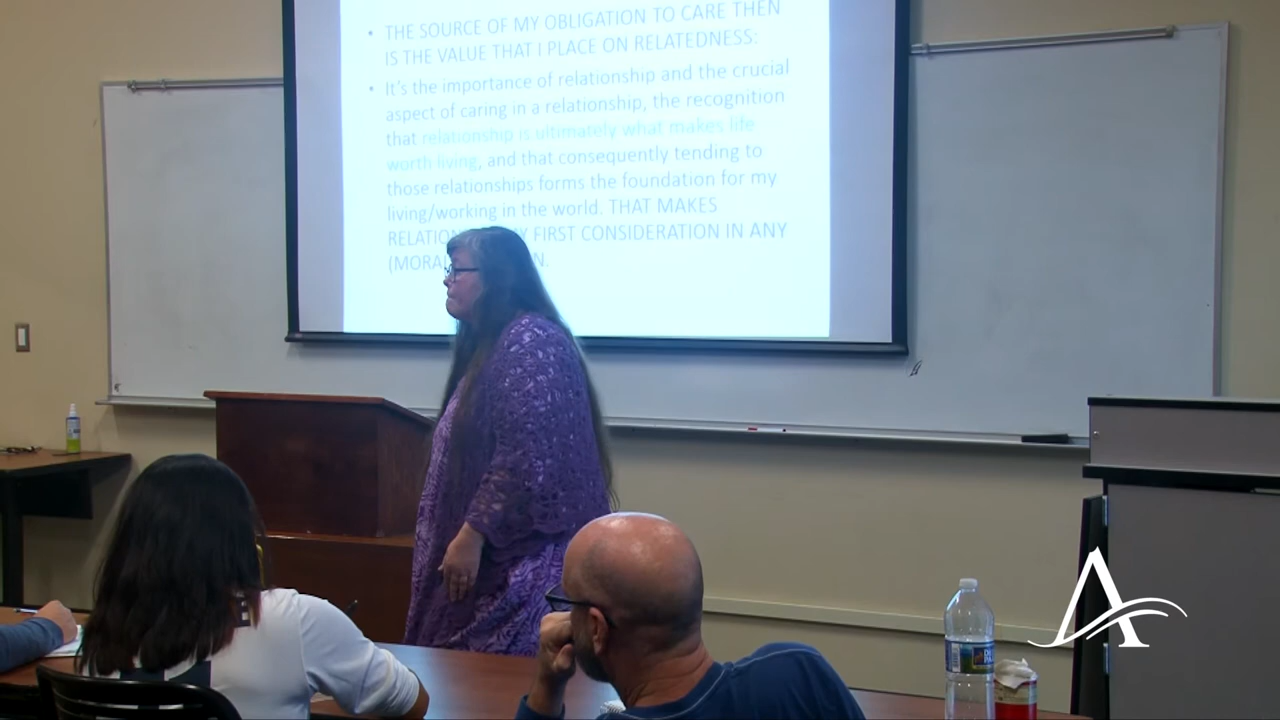 • THE SOURCE OF MY OBLIGATION TO CARE THEN
IS THE VALUE THAT I PLACE ON RELATEDNESS:
• It's the importance of relationship and the crucial
aspect of caring in a relationship, the recognition
that relationship is ultimately what makes life
worth living, and that consequently tending to
those relationships forms the foundation for my
living/working in the world. THAT MAKES
FIRST CONSIDERATION IN ANY
A